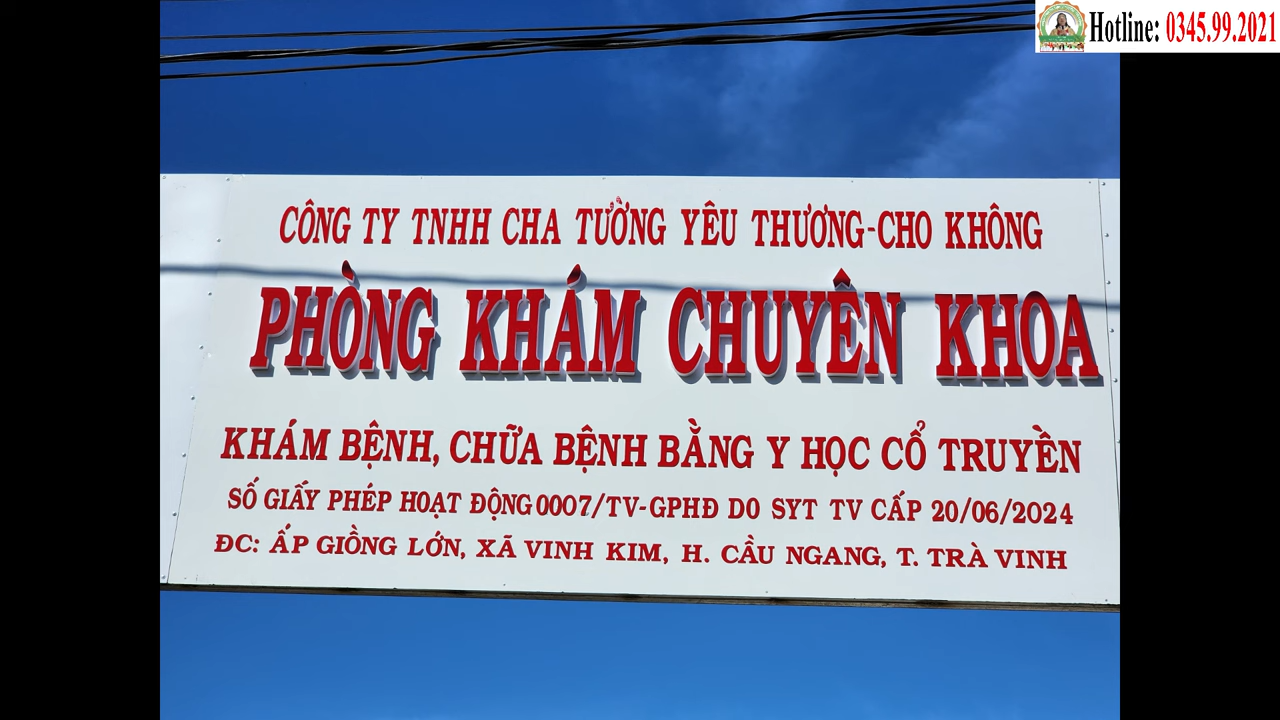 Hotline: 0345.99.2021
CÔNG TY TNHH CHA TƯỞNG YÊU THƯƠNG-CHO KHÔNG
PHÒNG KHÁM CHUYÊN KHOA
KHÁM BỆNH, CHỮA BỆNH BẰNG Y HỌC CỔ TRUYỀN
SỐ GIẤY PHÉP HOẠT ĐỘNG 0007/TV-GPHĐ DO SYT TV CẤP 20/06/2024
ĐC: ẤP GIỒNG LỚN, XÃ VINH KIM, H. CẦU NGANG, T. TRÀ VINH